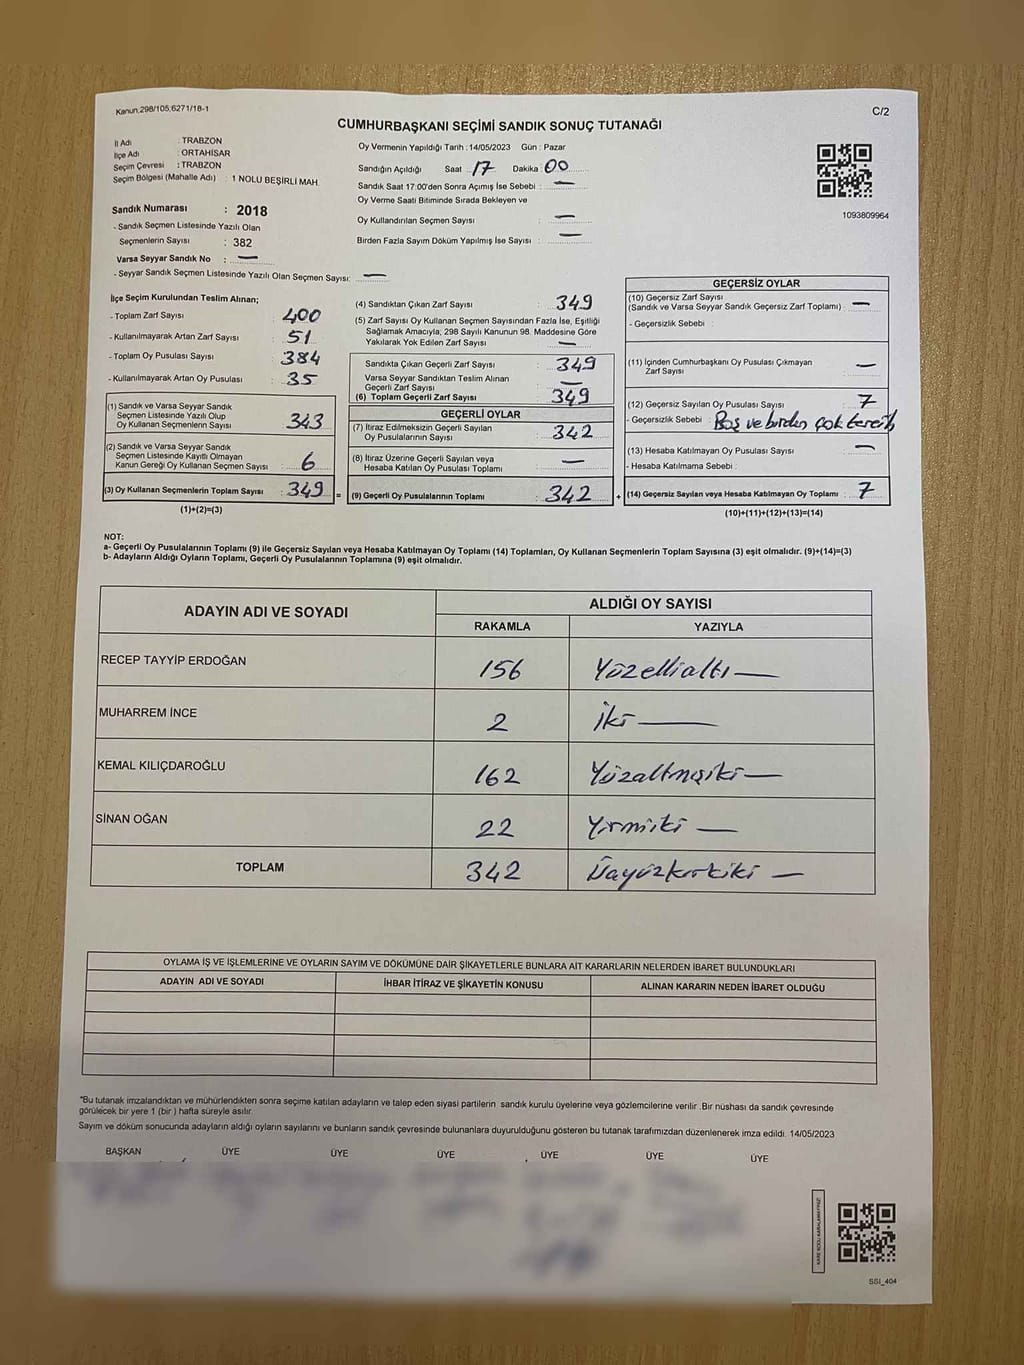 Kanun:298/105;6271/18-1
C/2
CUMHURBAŞKANI SEÇİMİ SANDIK SONUÇ TUTANAĞI
İl Adı : TRABZON
İlçe Adı : ORTAHİSAR
Seçim Çevresi : TRABZON
Seçim Bölgesi (Mahalle Adı) : 1 NOLU BEŞİRLİ MAH.
Sandık Numarası : 2018
- Sandık Seçmen Listesinde Yazılı Olan
Seçmenlerin Sayısı : 382
Varsa Seyyar Sandık No : —
- Seyyar Sandık Seçmen Listesinde Yazılı Olan Seçmen Sayısı: —
Oy Vermenin Yapıldığı Tarih :14/05/2023 Gün : Pazar
Sandığın Açıldığı Saat 17 Dakika 00
Sandık Saat 17:00'den Sonra Açımış İse Sebebi : —
Oy Verme Saati Bitiminde Sırada Bekleyen ve
Oy Kullandırılan Seçmen Sayısı : —
Birden Fazla Sayım Döküm Yapılmış İse Sayısı : —
1093809964
İlçe Seçim Kurulundan Teslim Alınan;
- Toplam Zarf Sayısı : 400
- Kullanılmayarak Artan Zarf Sayısı : 51
- Toplam Oy Pusulası Sayısı : 384
- Kullanılmayarak Artan Oy Pusulası : 35
(1) Sandık ve Varsa Seyyar Sandık
Seçmen Listesinde Yazılı Olup
Oy Kullanan Seçmenlerin Sayısı : 343
(2) Sandık ve Varsa Seyyar Sandık
Seçmen Listesinde Kayıtlı Olmayan
Kanun Gereği Oy Kullanan Seçmen Sayısı : 6
(3) Oy Kullanan Seçmenlerin Toplam Sayısı : 349 =
(1)+(2)=(3)
(4) Sandıktan Çıkan Zarf Sayısı : 349
(5) Zarf Sayısı Oy Kullanan Seçmen Sayısından Fazla İse, Eşitliği
Sağlamak Amacıyla; 298 Sayılı Kanunun 98. Maddesine Göre
Yakılarak Yok Edilen Zarf Sayısı : —
Sandıkta Çıkan Geçerli Zarf Sayısı : 349
Varsa Seyyar Sandıktan Teslim Alınan
Geçerli Zarf Sayısı : —
(6) Toplam Geçerli Zarf Sayısı : 349
GEÇERLİ OYLAR
(7) İtiraz Edilmeksizin Geçerli Sayılan
Oy Pusulalarının Sayısı : 342
(8) İtiraz Üzerine Geçerli Sayılan veya
Hesaba Katılan Oy Pusulası Toplamı : —
(9) Geçerli Oy Pusulalarının Toplamı : 342 +
GEÇERSİZ OYLAR
(10) Geçersiz Zarf Sayısı
(Sandık ve Varsa Seyyar Sandık Geçersiz Zarf Toplamı) : —
- Geçersizlik Sebebi :
(11) İçinden Cumhurbaşkanı Oy Pusulası Çıkmayan
Zarf Sayısı : —
(12) Geçersiz Sayılan Oy Pusulası Sayısı : 7
- Geçersizlik Sebebi : Boş ve birden çok tercih
(13) Hesaba Katılmayan Oy Pusulası Sayısı : —
- Hesaba Katılmama Sebebi :
(14) Geçersiz Sayılan veya Hesaba Katılmayan Oy Toplamı : 7
(10)+(11)+(12)+(13)=(14)
NOT:
a- Geçerli Oy Pusulalarının Toplamı (9) ile Geçersiz Sayılan veya Hesaba Katılmayan Oy Toplamı (14) Toplamları, Oy Kullanan Seçmenlerin Toplam Sayısına (3) eşit olmalıdır. (9)+(14)=(3)
b- Adayların Aldığı Oyların Toplamı, Geçerli Oy Pusulalarının Toplamına (9) eşit olmalıdır.
ADAYIN ADI VE SOYADI ALDIĞI OY SAYISI
RAKAMLA YAZIYLA
RECEP TAYYİP ERDOĞAN 156 Yüzellialtı —
MUHARREM İNCE 2 İki —
KEMAL KILIÇDAROĞLU 162 Yüzaltmışiki —
SİNAN OĞAN 22 Yirmiiki —
TOPLAM 342 Üçyüzkırkiki —
OYLAMA İŞ VE İŞLEMLERİNE VE OYLARIN SAYIM VE DÖKÜMÜNE DAİR ŞİKAYETLERLE BUNLARA AİT KARARLARIN NELERDEN İBARET BULUNDUKLARI
ADAYIN ADI VE SOYADI İHBAR İTİRAZ VE ŞİKAYETİN KONUSU ALINAN KARARIN NEDEN İBARET OLDUĞU
*Bu tutanak imzalandıktan ve mühürlendikten sonra seçime katılan adayların ve talep eden siyasi partilerin sandık kurulu üyelerine veya gözlemcilerine verilir. Bir nüshası da sandık çevresinde
görülecek bir yere 1 (bir ) hafta süreyle asılır.
Sayım ve döküm sonucunda adayların aldığı oyların sayılarını ve bunların sandık çevresinde bulunanlara duyurulduğunu gösteren bu tutanak tarafımızdan düzenlenerek imza edildi. 14/05/2023
BAŞKAN ÜYE ÜYE ÜYE ÜYE ÜYE ÜYE
KARE KODU KARALAMAYINIZ!
SSI_404